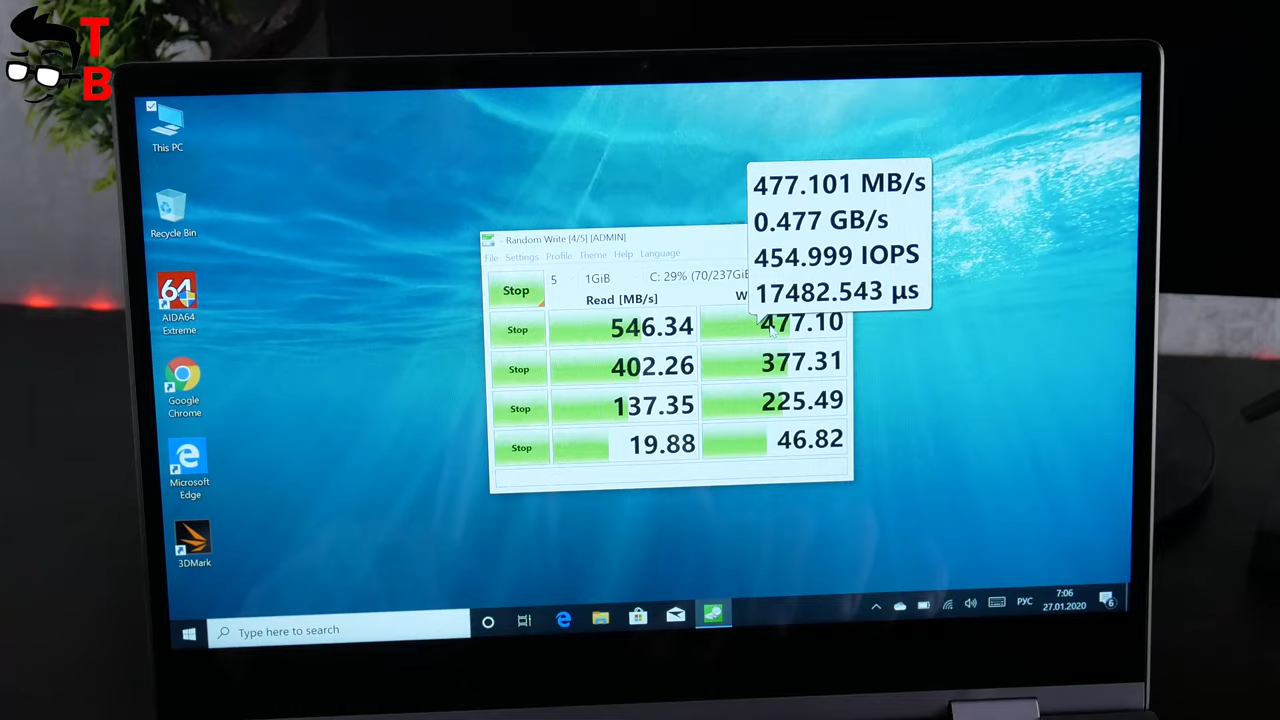 T
B
This PC
Recycle Bin
64
AIDA64
Extreme
Google
Chrome
Microsoft
Edge
3DMark
- Random Write [4/5] [ADMIN]
File Settings Profile Theme Help Language
Stop 5 1GiB C: 29% (70/237GiB
Read [MB/s] W
Stop 546.34 477.10
Stop 402.26 377.31
Stop 137.35 225.49
Stop 19.88 46.82
477.101 MB/s
0.477 GB/s
454.999 IOPS
17482.543 µs
Type here to search
РУС
7:06
27.01.2020
6